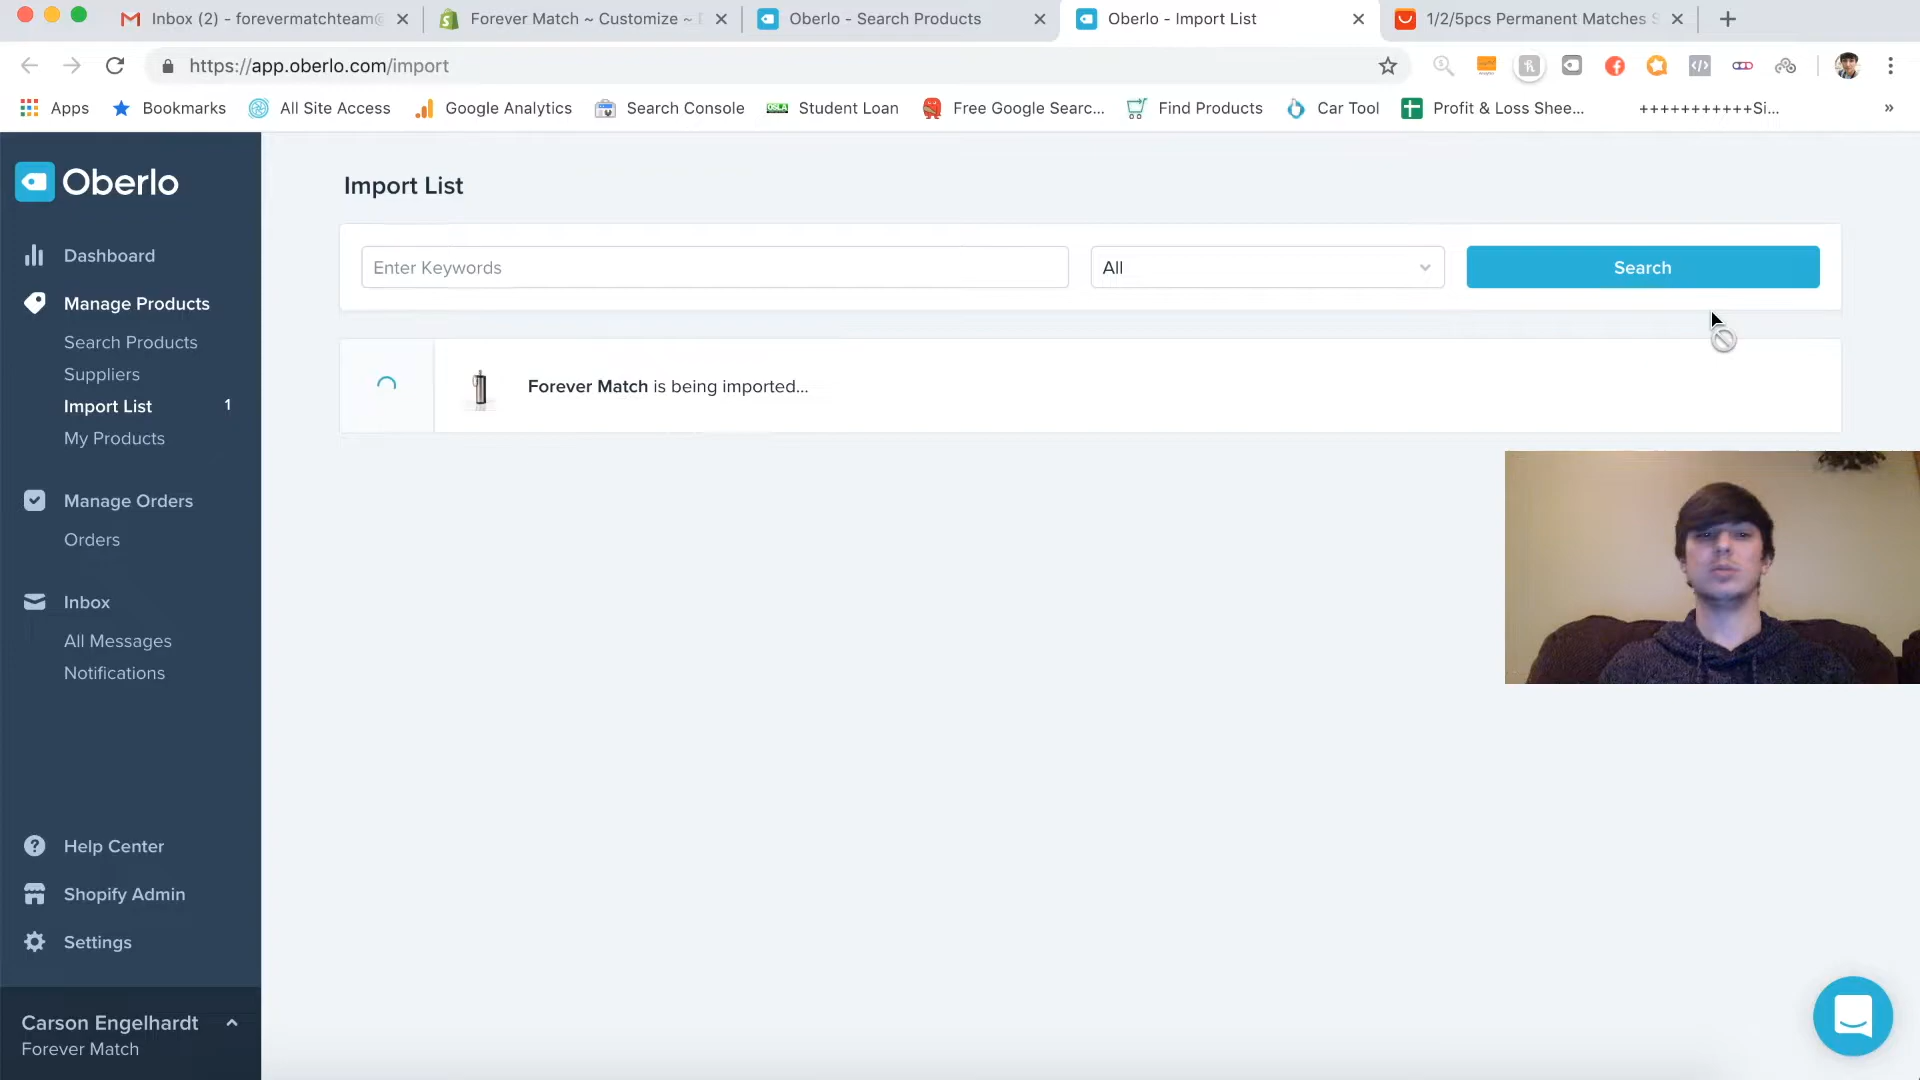 Inbox (2) - forevermatchteam@
Forever Match ~ Customize ~
Oberlo - Search Products
Oberlo - Import List
1/2/5pcs Permanent Matches S
https://app.oberlo.com/import
Apps
Bookmarks
All Site Access
Google Analytics
Search Console
Student Loan
Free Google Searc...
Find Products
Car Tool
Profit & Loss Shee...
+++++++++++Si...
»
Oberlo
Dashboard
Manage Products
Search Products
Suppliers
Import List 1
My Products
Manage Orders
Orders
Inbox
All Messages
Notifications
Help Center
Shopify Admin
Settings
Carson Engelhardt
Forever Match
Import List
Enter Keywords
All
Search
Forever Match is being imported...